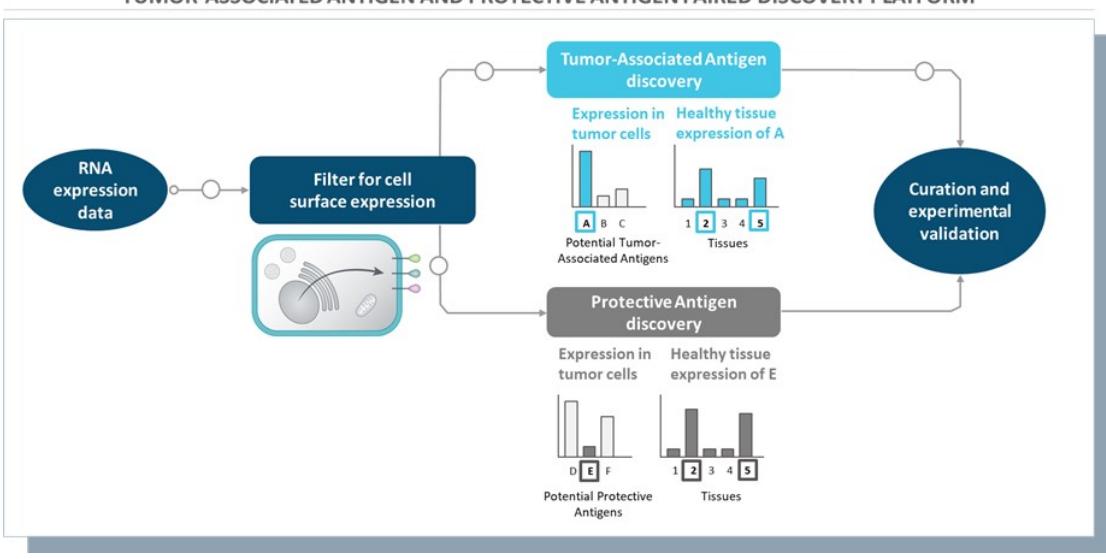 TUMOR-ASSOCIATED ANTIGEN AND PROTECTIVE ANTIGEN PAIRED DISCOVERY PLATFORM
RNA
expression
data
Filter for cell
surface expression
Tumor-Associated Antigen
discovery
Expression in
tumor cells
A B C
Potential Tumor-
Associated Antigens
Healthy tissue
expression of A
1 2 3 4 5
Tissues
Protective Antigen
discovery
Expression in
tumor cells
D E F
Potential Protective
Antigens
Healthy tissue
expression of E
1 2 3 4 5
Tissues
Curation and
experimental
validation